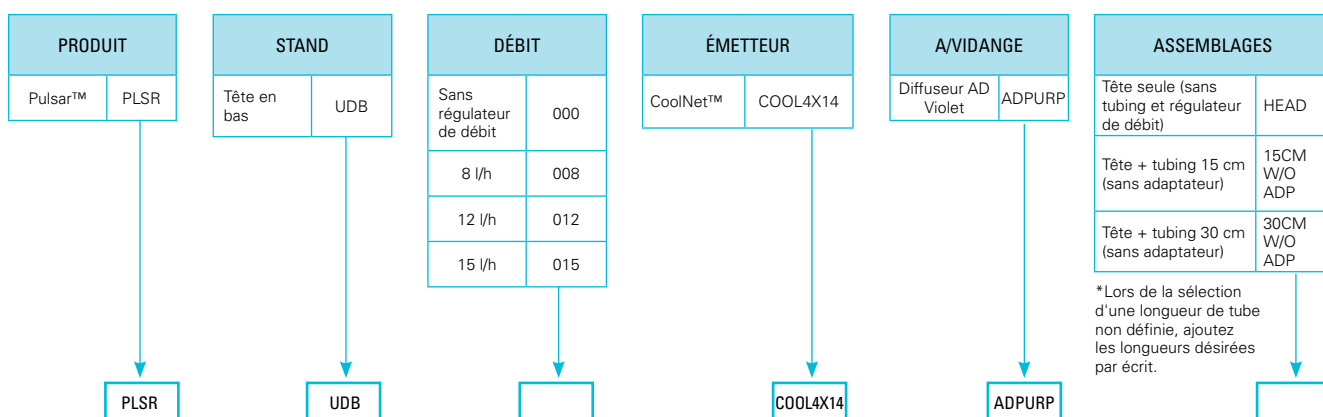 PRODUIT
Pulsar™ PLSR
PLSR
STAND
Tête en
bas
UDB
UDB
DÉBIT
Sans
régulateur
de débit
000
8 l/h 008
12 l/h 012
15 l/h 015
ÉMETTEUR
CoolNet™ COOL4X14
COOL4X14
A/VIDANGE
Diffuseur AD
Violet
ADPURP
ADPURP
ASSEMBLAGES
Tête seule (sans
tubing et régulateur
de débit)
HEAD
Tête + tubing 15 cm
(sans adaptateur)
15CM
W/O
ADP
Tête + tubing 30 cm
(sans adaptateur)
30CM
W/O
ADP
*Lors de la sélection
d'une longueur de tube
non définie, ajoutez
les longueurs désirées
par écrit.